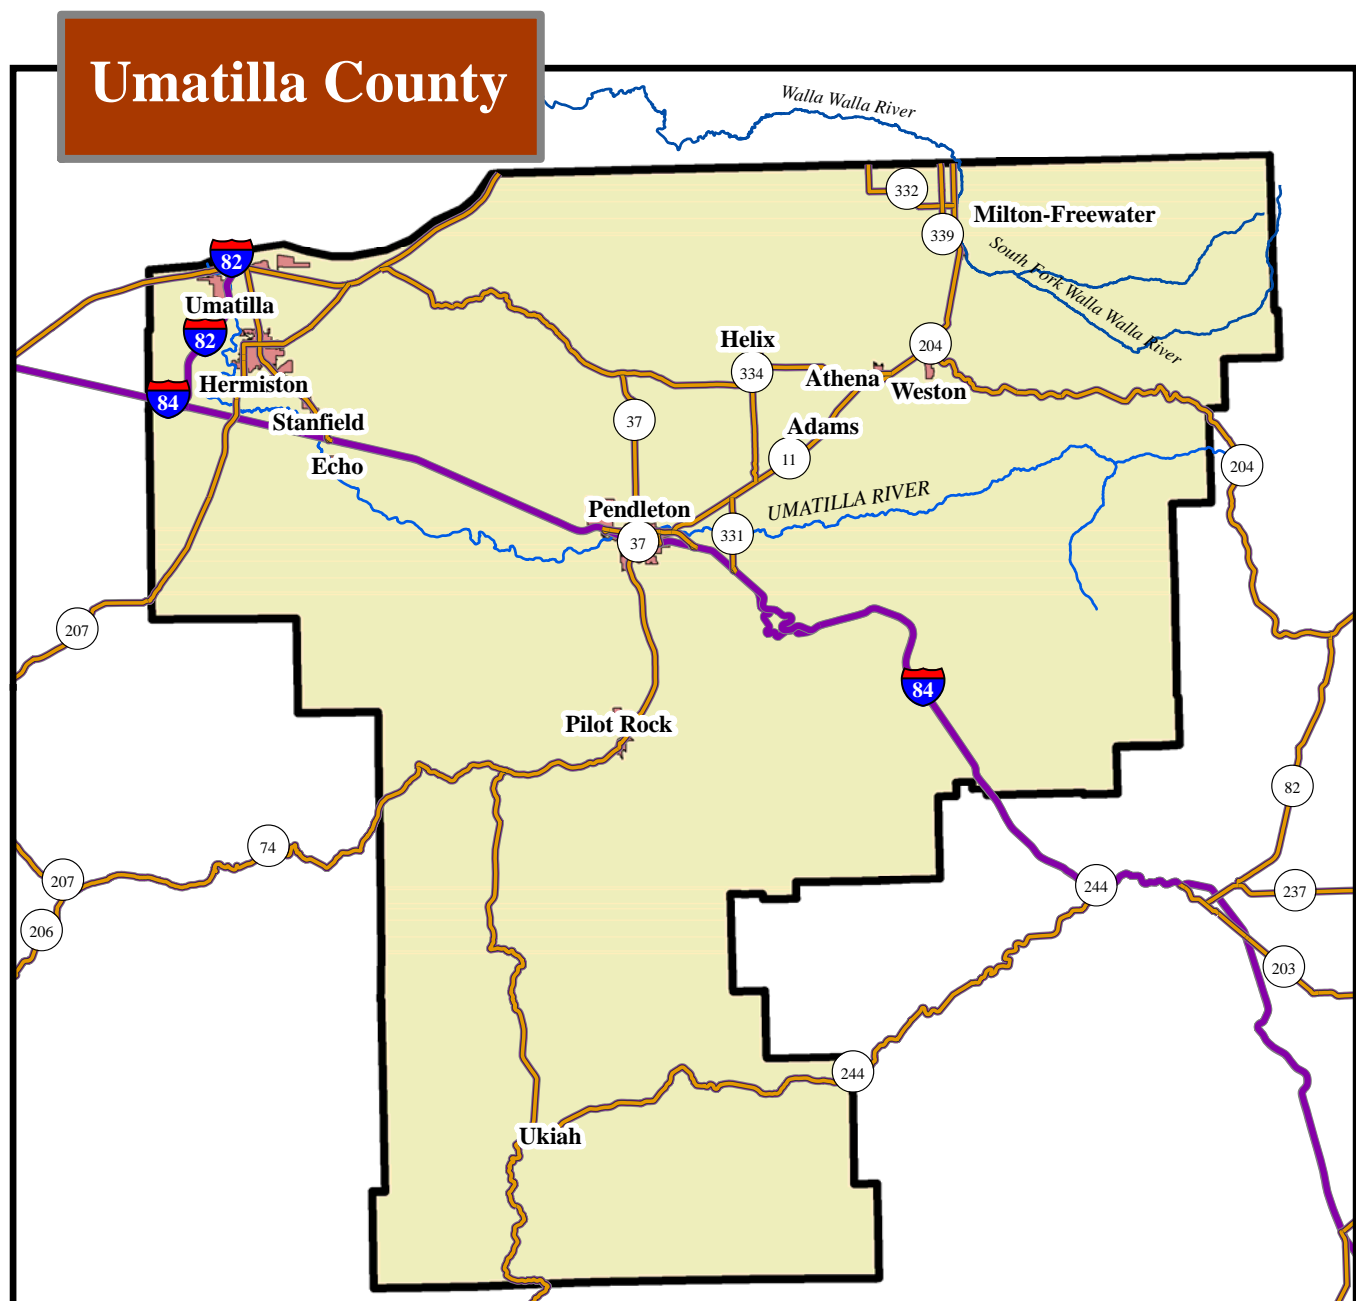 Umatilla County
Walla Walla River
332
Milton-Freewater
339
South Fork Walla Walla River
82
Umatilla
82
Helix
204
334
Athena
Weston
Hermiston
84
Stanfield
37
Adams
11
Echo
204
UMATILLA RIVER
Pendleton
37
331
207
84
Pilot Rock
82
74
207
244
237
206
203
244
Ukiah